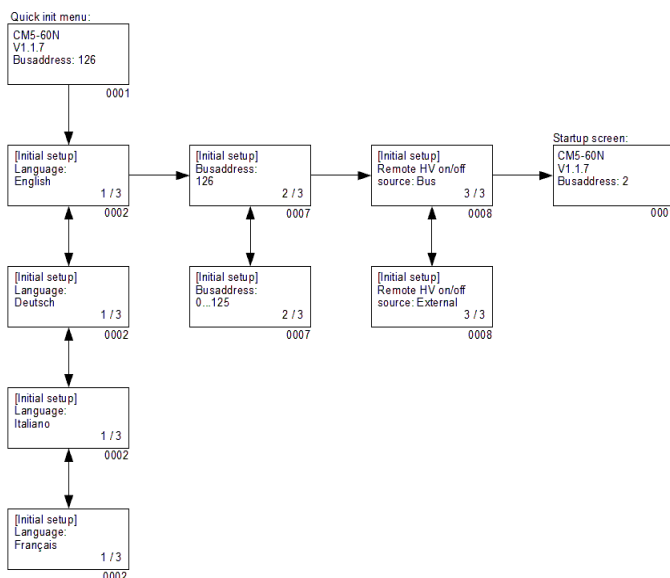 Quick init menu:
CM5-60N
V1.1.7
Busaddress: 126
0001
[Initial setup]
Language:
English
1 / 3
0002
[Initial setup]
Busaddress:
126
2 / 3
0007
[Initial setup]
Remote HV on/off
source: Bus
3 / 3
0008
Startup screen:
CM5-60N
V1.1.7
Busaddress: 2
000
[Initial setup]
Language:
Deutsch
1 / 3
0002
[Initial setup]
Busaddress:
0...125
2 / 3
0007
[Initial setup]
Remote HV on/off
source: External
3 / 3
0008
[Initial setup]
Language:
Italiano
1 / 3
0002
[Initial setup]
Language:
Français
1 / 3
0002